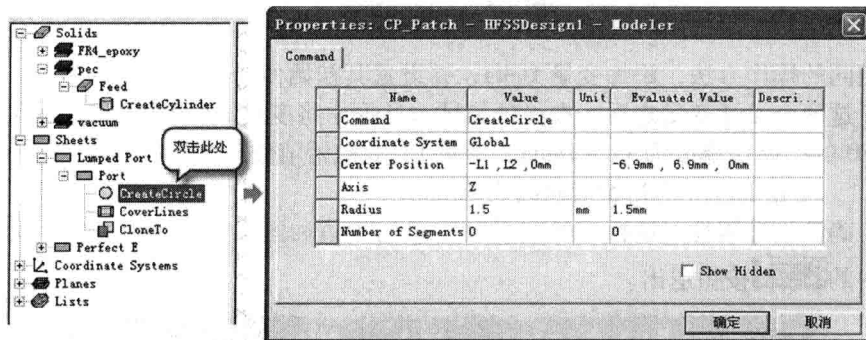 Solids
FR4_epoxy
pec
Feed
CreateCylinder
vacuum
Sheets
Lumped Port
Port
CreateCircle
CoverLines
CloneTo
Perfect E
Coordinate Systems
Planes
Lists
双击此处
Properties: CP_Patch - HFSSDesign1 - Modeler
Command
Name Value Unit Evaluated Value Descri...
Command CreateCircle
Coordinate System Global
Center Position -L1 ,L2 ,0mm -6.9mm , 6.9mm , 0mm
Axis Z
Radius 1.5 mm 1.5mm
Number of Segments 0 0
Show Hidden
确定 取消